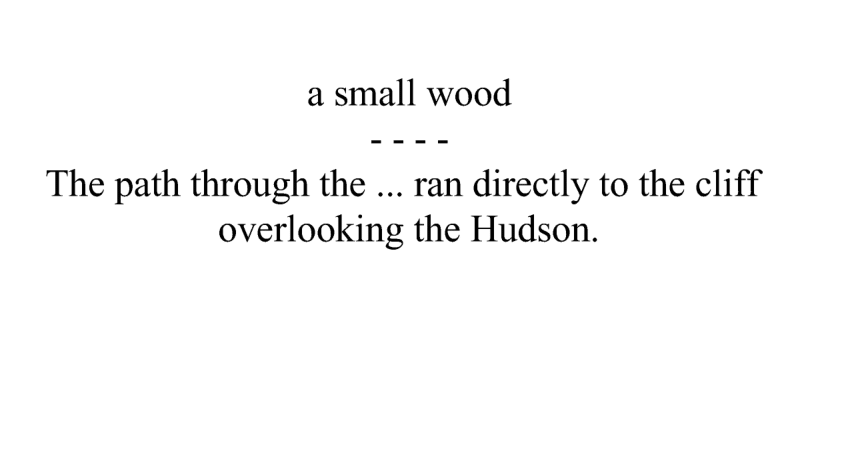 a small wood
- - - -
The path through the ... ran directly to the cliff
overlooking the Hudson.